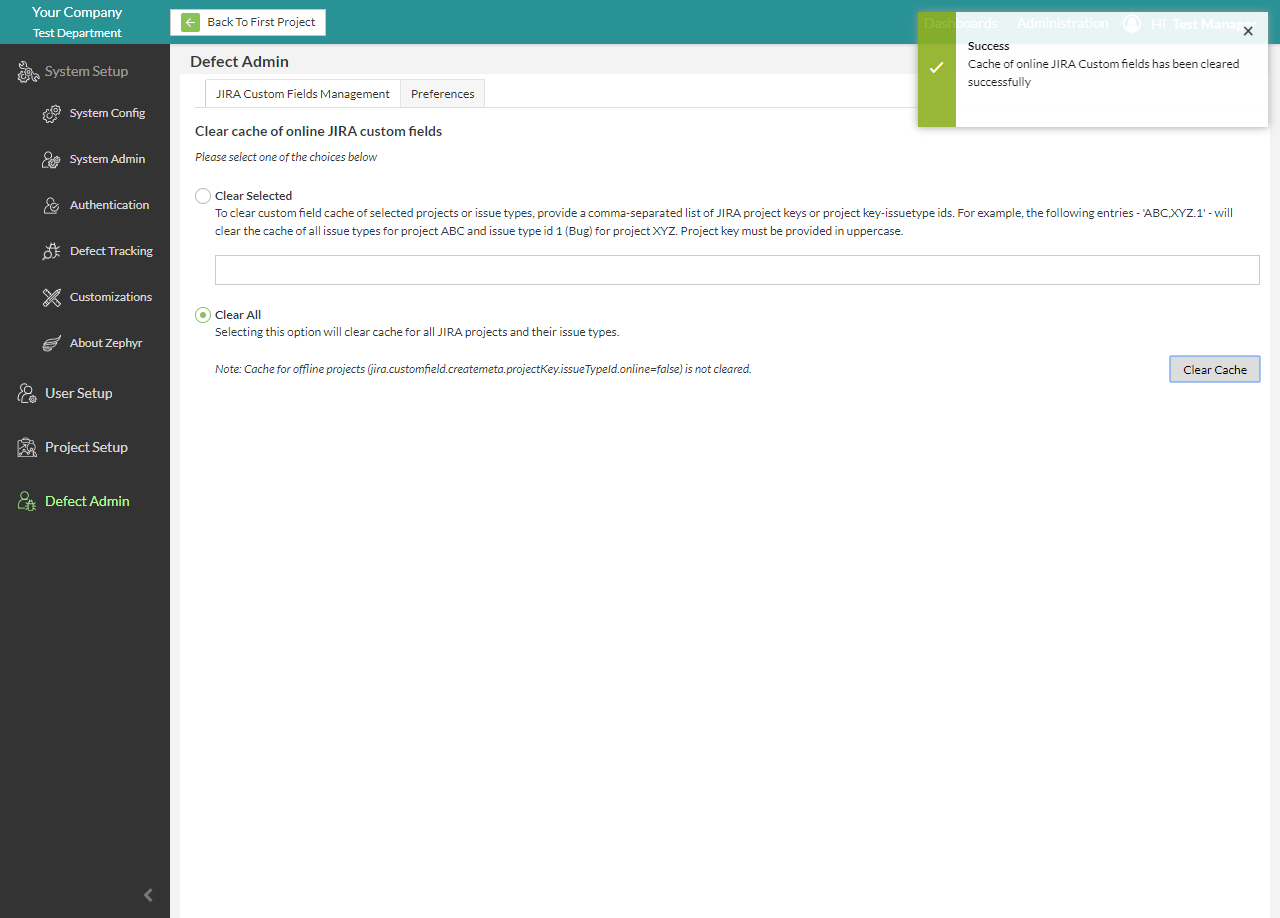 Your Company
Test Department
Back To First Project
Dashboards
Administration
Hi Test Manager
Success
Cache of online JIRA Custom fields has been cleared
successfully
System Setup
System Config
System Admin
Authentication
Defect Tracking
Customizations
About Zephyr
User Setup
Project Setup
Defect Admin
Defect Admin
JIRA Custom Fields Management
Preferences
Clear cache of online JIRA custom fields
Please select one of the choices below
Clear Selected
To clear custom field cache of selected projects or issue types, provide a comma-separated list of JIRA project keys or project key-issuetype ids. For example, the following entries - 'ABC,XYZ.1' - will
clear the cache of all issue types for project ABC and issue type id 1 (Bug) for project XYZ. Project key must be provided in uppercase.
Clear All
Selecting this option will clear cache for all JIRA projects and their issue types.
Note: Cache for offline projects (jira.customfield.createmeta.projectKey.issueTypeId.online=false) is not cleared.
Clear Cache